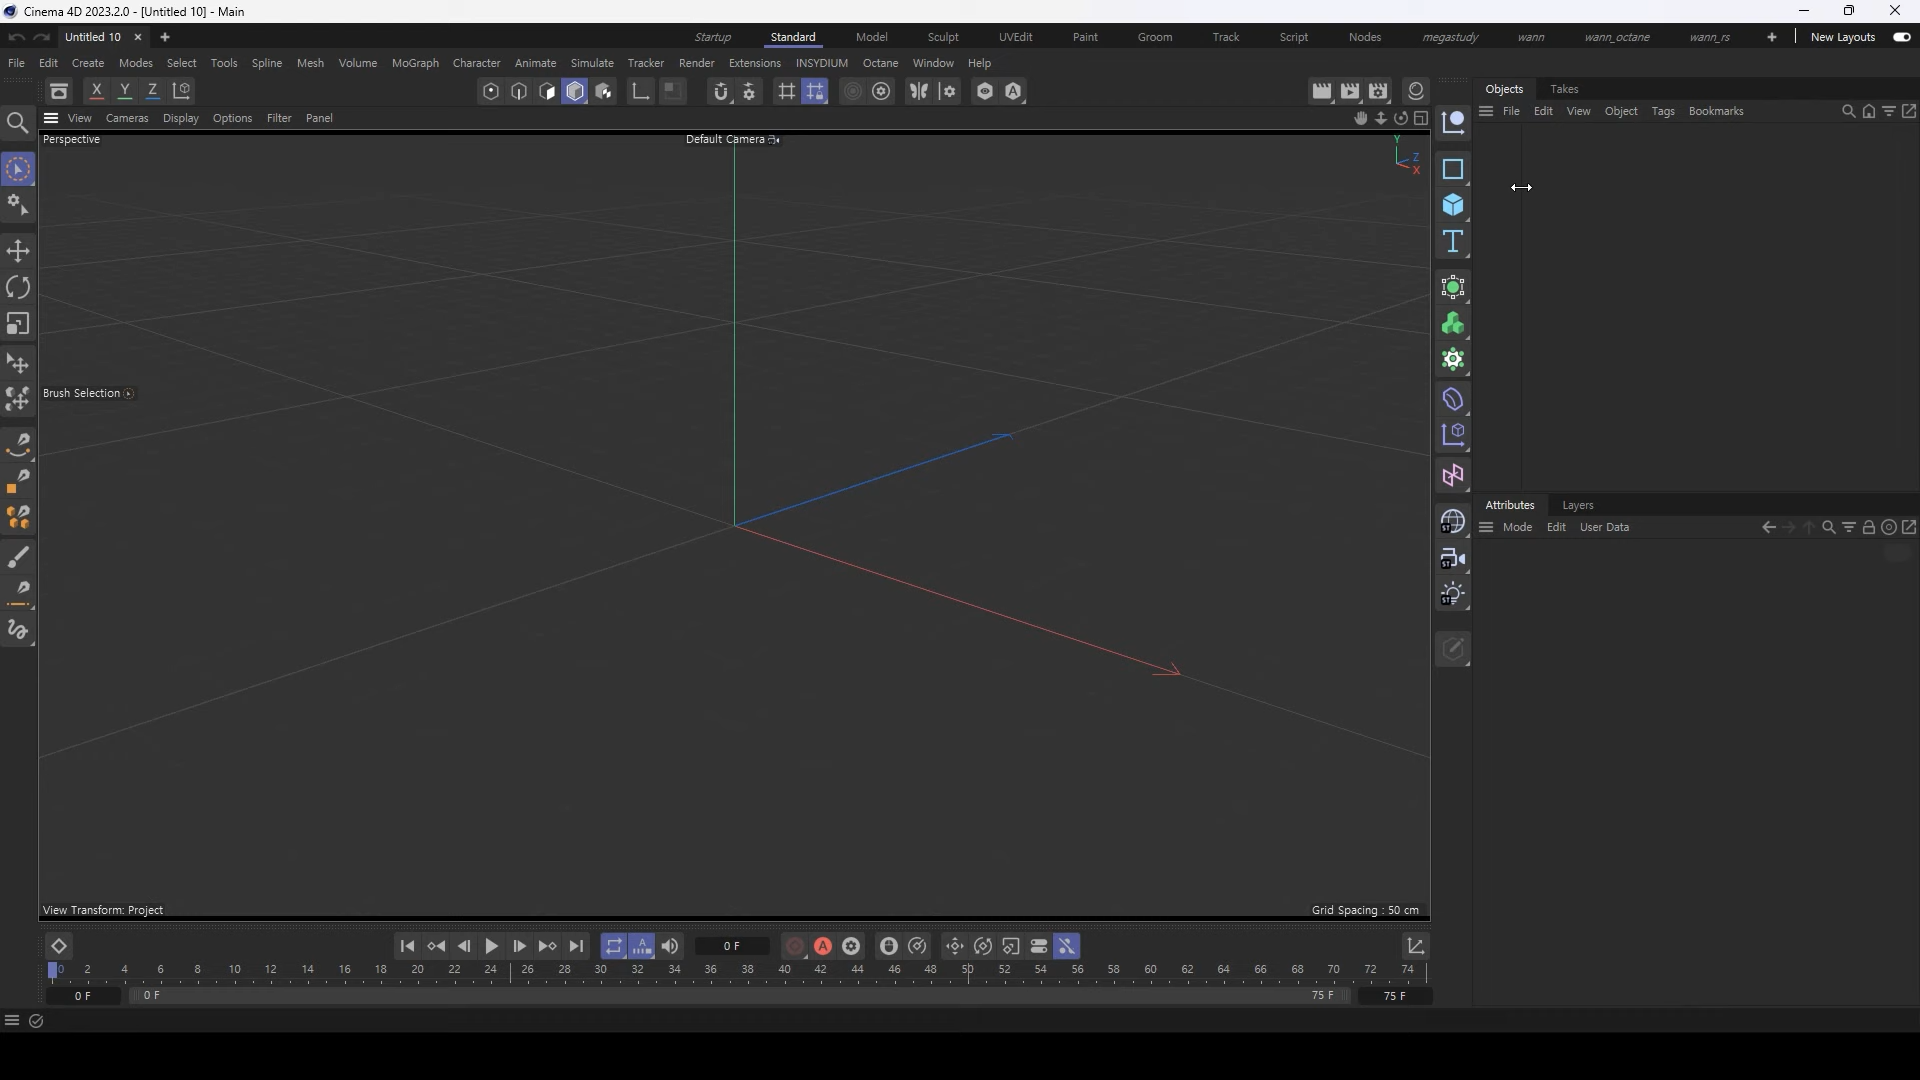 Cinema 4D 2023.2.0 - [Untitled 10] - Main
Untitled 10 × + Startup Standard Model Sculpt UVEdit Paint Groom Track Script Nodes megastudy wann wann_octane wann_rs + New Layouts
File Edit Create Modes Select Tools Spline Mesh Volume MoGraph Character Animate Simulate Tracker Render Extensions INSYDIUM Octane Window Help
X Y Z
Objects Takes
File Edit View Object Tags Bookmarks
View Cameras Display Options Filter Panel
Perspective Default Camera
Y
Z
X
Brush Selection
Attributes Layers
Mode Edit User Data
ST
ST
ST
View Transform: Project Grid Spacing : 50 cm
0 F
0 2 4 6 8 10 12 14 16 18 20 22 24 26 28 30 32 34 36 38 40 42 44 46 48 50 52 54 56 58 60 62 64 66 68 70 72 74
0 F 0 F 75 F 75 F